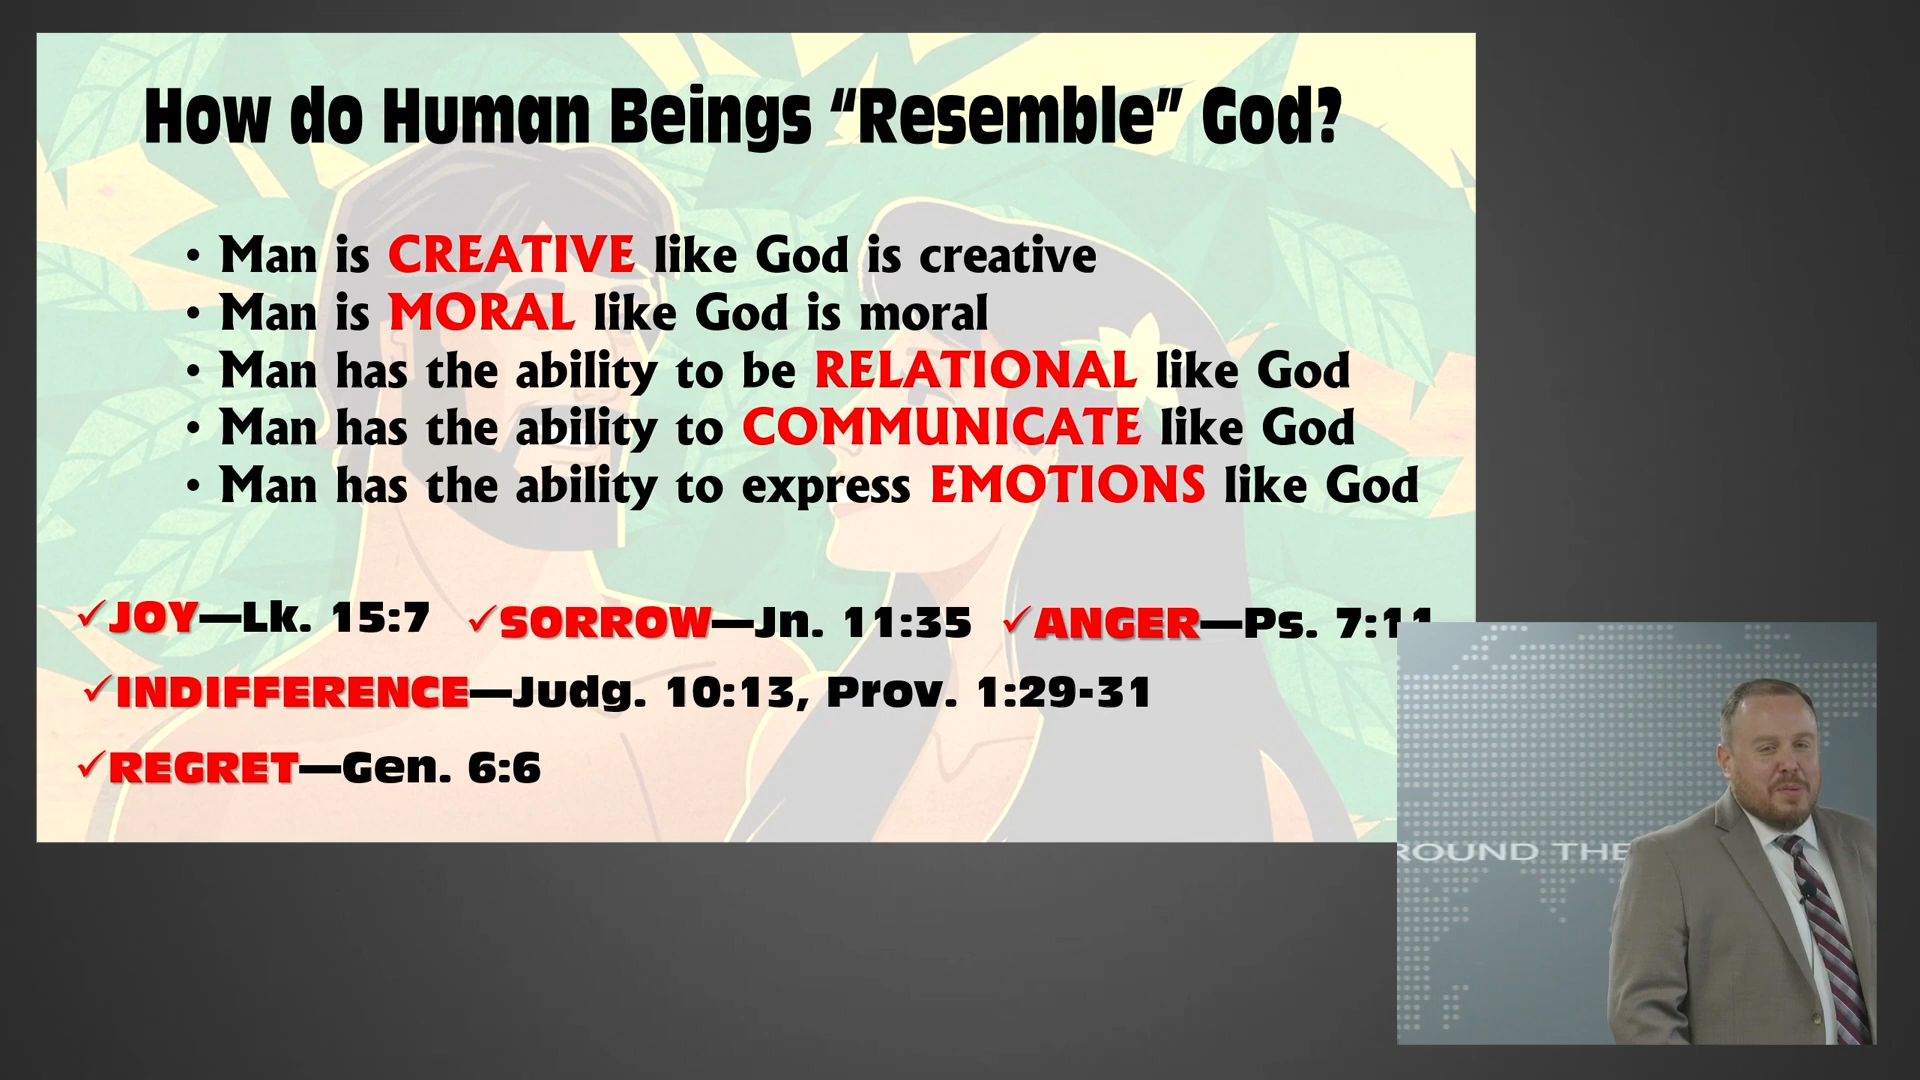 How do Human Beings “Resemble” God?
• Man is CREATIVE like God is creative
• Man is MORAL like God is moral
• Man has the ability to be RELATIONAL like God
• Man has the ability to COMMUNICATE like God
• Man has the ability to express EMOTIONS like God
✓JOY—Lk. 15:7 ✓SORROW—Jn. 11:35 ✓ANGER—Ps. 7:11
✓INDIFFERENCE—Judg. 10:13, Prov. 1:29-31
✓REGRET—Gen. 6:6
ROUND THE